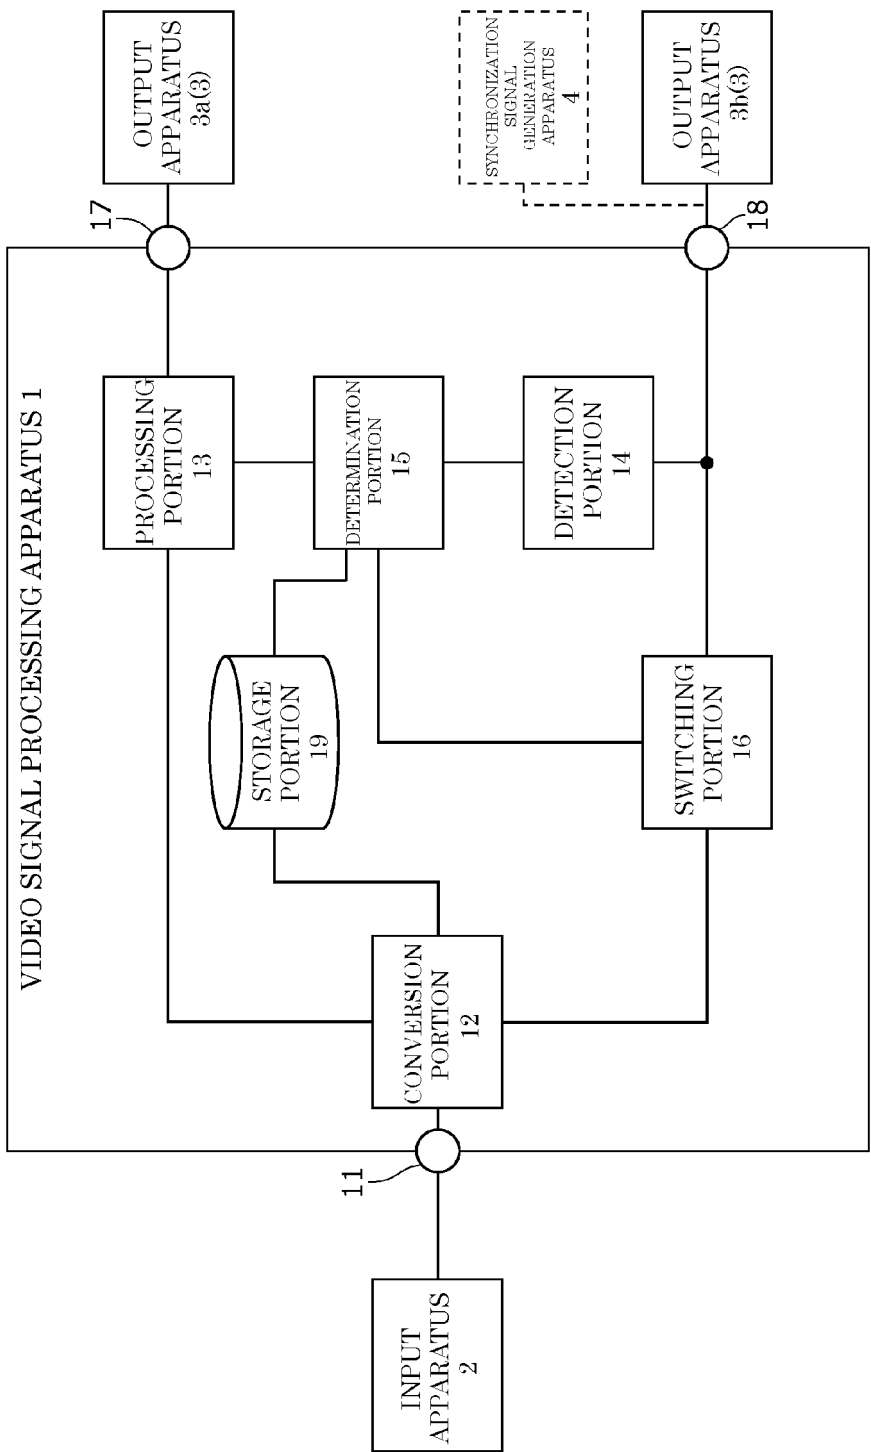 VIDEO SIGNAL PROCESSING APPARATUS 1
INPUT
APPARATUS
2
11
CONVERSION
PORTION
12
STORAGE
PORTION
19
SWITCHING
PORTION
16
PROCESSING
PORTION
13
DETERMINATION
PORTION
15
DETECTION
PORTION
14
17
18
OUTPUT
APPARATUS
3a(3)
SYNCHRONIZATION
SIGNAL
GENERATION
APPARATUS
4
OUTPUT
APPARATUS
3b(3)